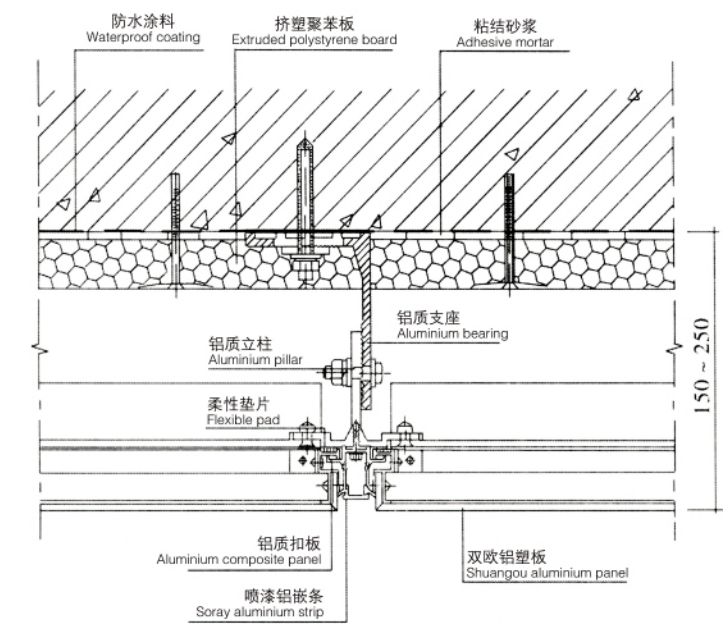 防水涂料
Waterproof coating
挤塑聚苯板
Extruded polystyrene board
粘结砂浆
Adhesive mortar
铝质立柱
Aluminium pillar
铝质支座
Aluminium bearing
柔性垫片
Flexible pad
150 ~ 250
铝质扣板
Aluminium composite panel
双欧铝塑板
Shuangou aluminium panel
喷漆铝嵌条
Soray aluminium strip